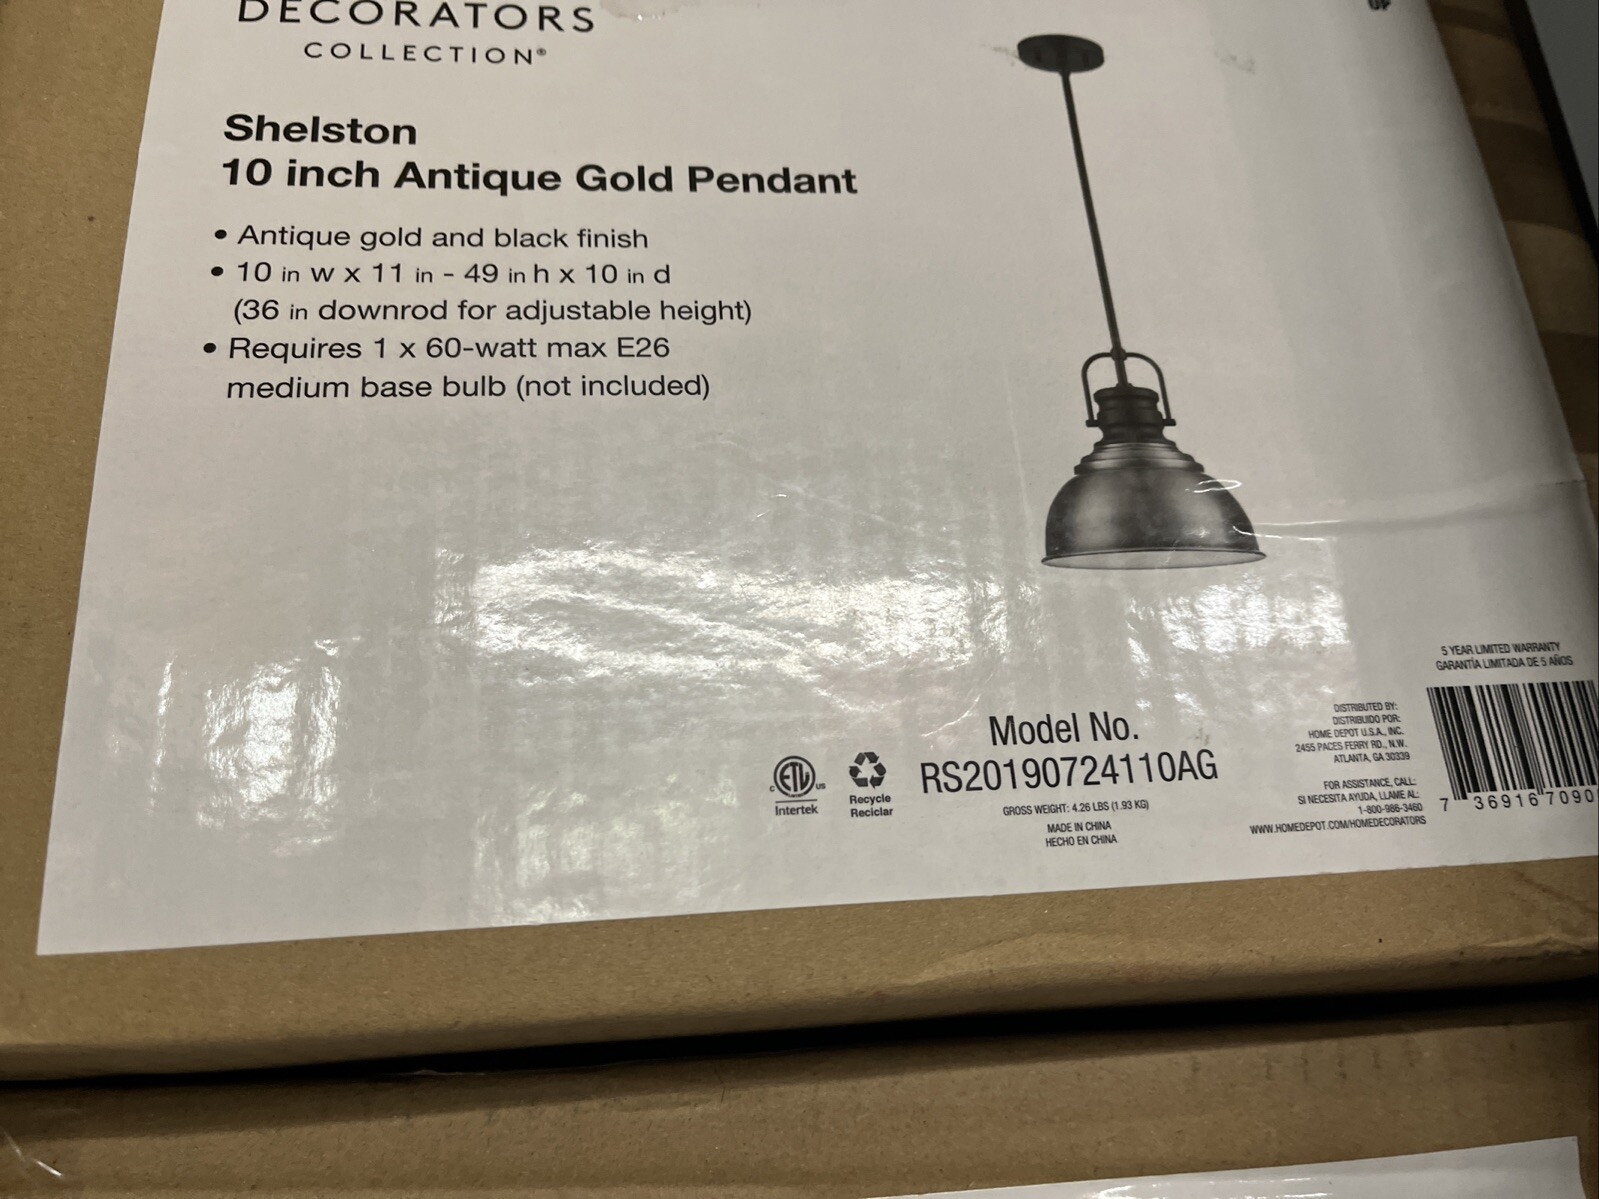 DECORATORS
COLLECTION®
UP
Shelston
10 inch Antique Gold Pendant
• Antique gold and black finish
• 10 in w x 11 in - 49 in h x 10 in d
(36 in downrod for adjustable height)
• Requires 1 x 60-watt max E26
medium base bulb (not included)
C ETL US
Intertek
Recycle
Reciclar
Model No.
RS20190724110AG
GROSS WEIGHT: 4.26 LBS (1.93 KG)
MADE IN CHINA
HECHO EN CHINA
DISTRIBUTED BY:
DISTRIBUIDO POR:
HOME DEPOT U.S.A., INC.
2455 PACES FERRY RD., N.W.
ATLANTA, GA 30339
FOR ASSISTANCE, CALL:
SI NECESITA AYUDA, LLAME AL:
1-800-986-3460
WWW.HOMEDEPOT.COM/HOMEDECORATORS
5 YEAR LIMITED WARRANTY
GARANTÍA LIMITADA DE 5 AÑOS
7 36916 7090